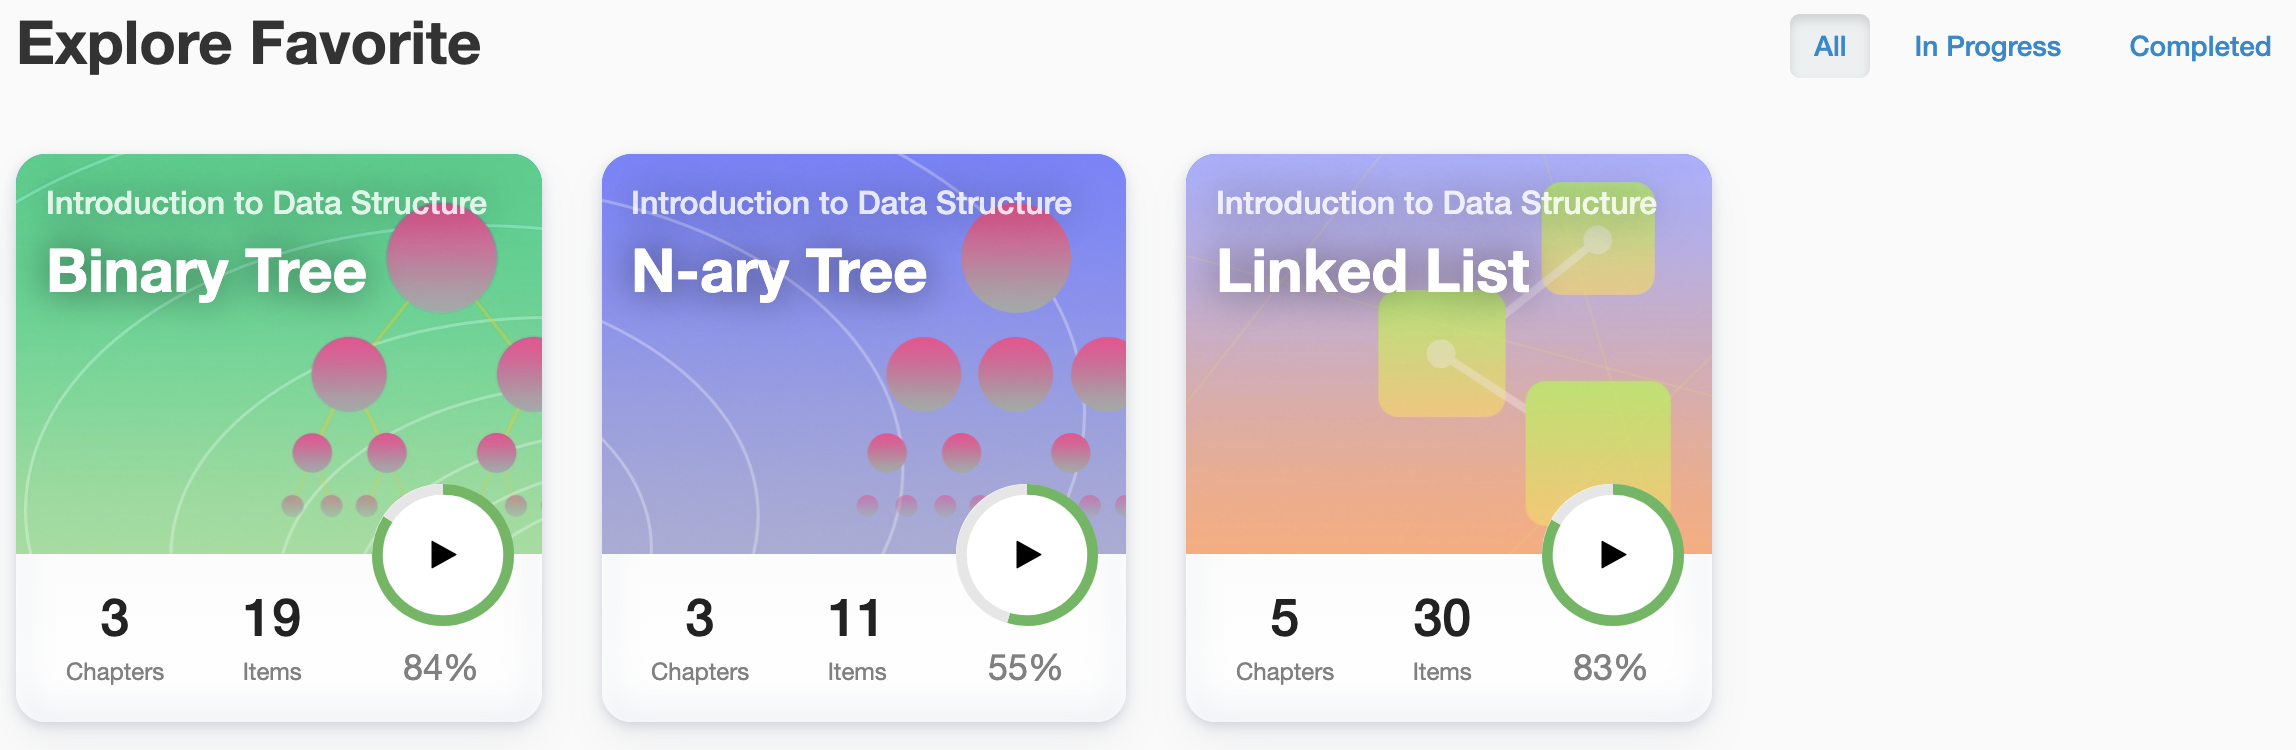 Explore Favorite
All
In Progress
Completed
Introduction to Data Structure
Binary Tree
3
19
Chapters
Items
84%
Introduction to Data Structure
N-ary Tree
3
11
Chapters
Items
55%
Introduction to Data Structure
Linked List
5
30
Chapters
Items
83%